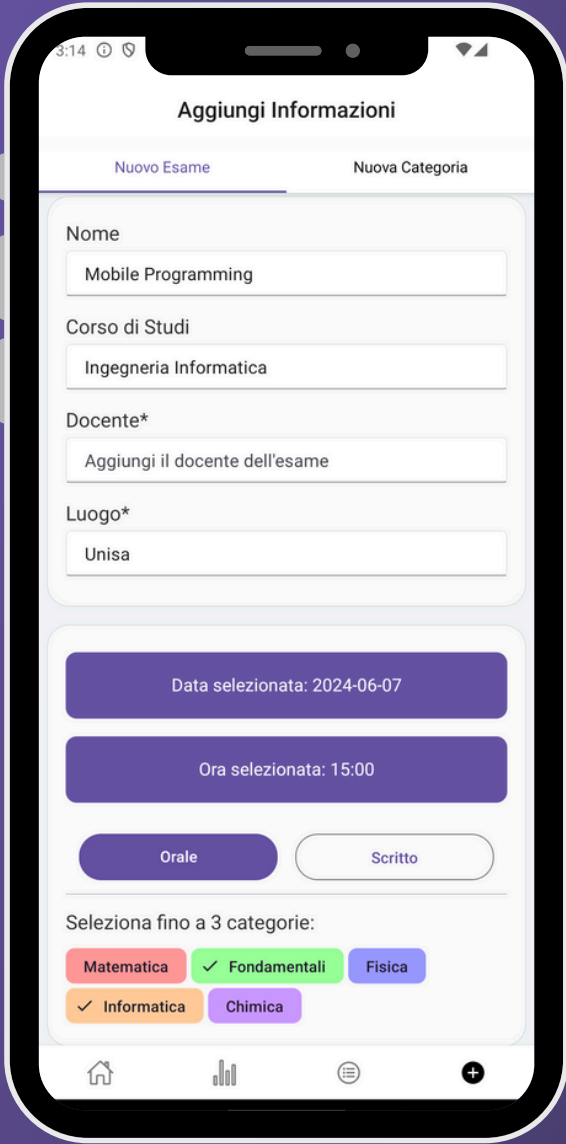 3:14
Aggiungi Informazioni
Nuovo Esame Nuova Categoria
Nome
Mobile Programming
Corso di Studi
Ingegneria Informatica
Docente*
Aggiungi il docente dell'esame
Luogo*
Unisa
Data selezionata: 2024-06-07
Ora selezionata: 15:00
Orale Scritto
Seleziona fino a 3 categorie:
Matematica Fondamentali Fisica
Informatica Chimica